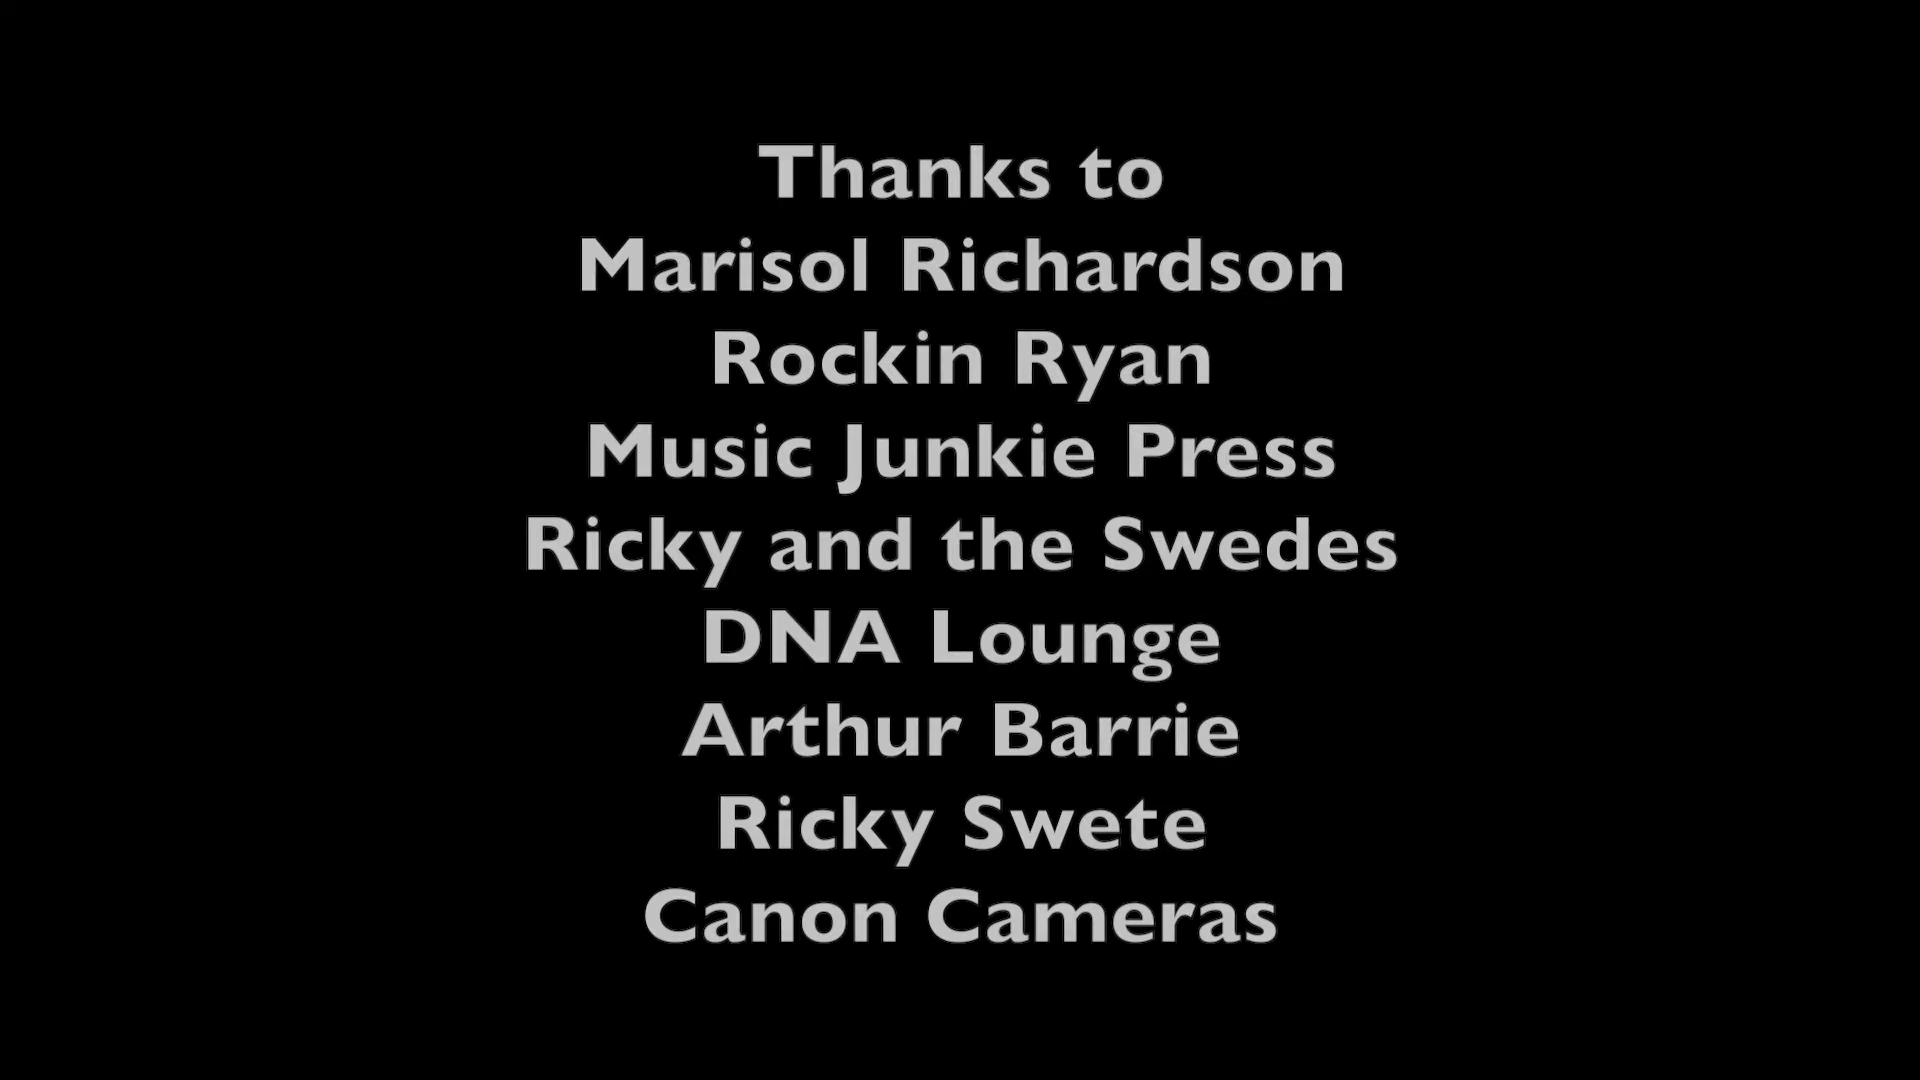 Thanks to
Marisol Richardson
Rockin Ryan
Music Junkie Press
Ricky and the Swedes
DNA Lounge
Arthur Barrie
Ricky Swete
Canon Cameras